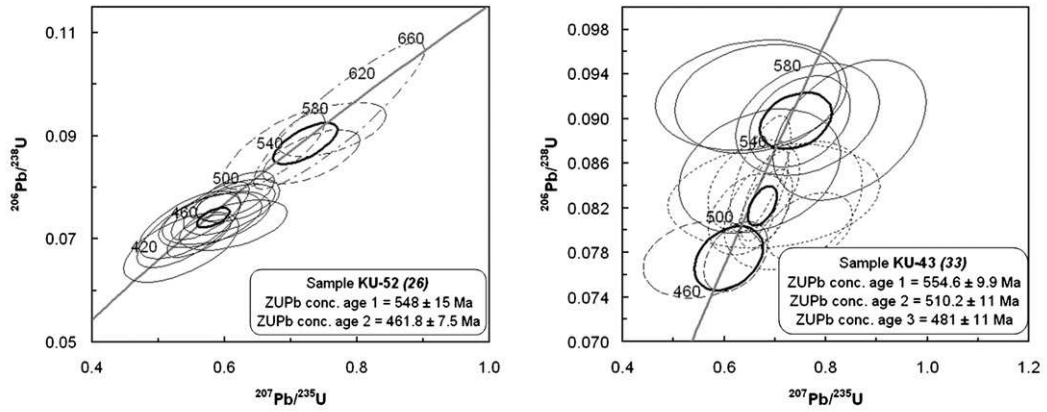 0.11
0.09
0.07
0.05
0.4
0.6
0.8
1.0
²⁰⁶Pb/²³⁸U
²⁰⁷Pb/²³⁵U
660
620
580
540
500
460
420
Sample KU-52 (26)
ZUPb conc. age 1 = 548 ± 15 Ma
ZUPb conc. age 2 = 461.8 ± 7.5 Ma
0.098
0.094
0.090
0.086
0.082
0.078
0.074
0.070
0.4
0.6
0.8
1.0
1.2
²⁰⁶Pb/²³⁸U
²⁰⁷Pb/²³⁵U
580
540
500
460
Sample KU-43 (33)
ZUPb conc. age 1 = 554.6 ± 9.9 Ma
ZUPb conc. age 2 = 510.2 ± 11 Ma
ZUPb conc. age 3 = 481 ± 11 Ma